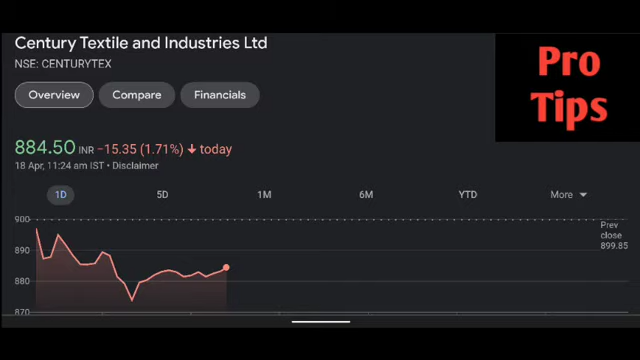 Century Textile and Industries Ltd
NSE: CENTURYTEX
Pro
Tips
Overview
Compare
Financials
884.50 INR −15.35 (1.71%) ↓ today
18 Apr, 11:24 am IST • Disclaimer
1D
5D
1M
6M
YTD
More
900
890
880
870
Prev
close
899.85